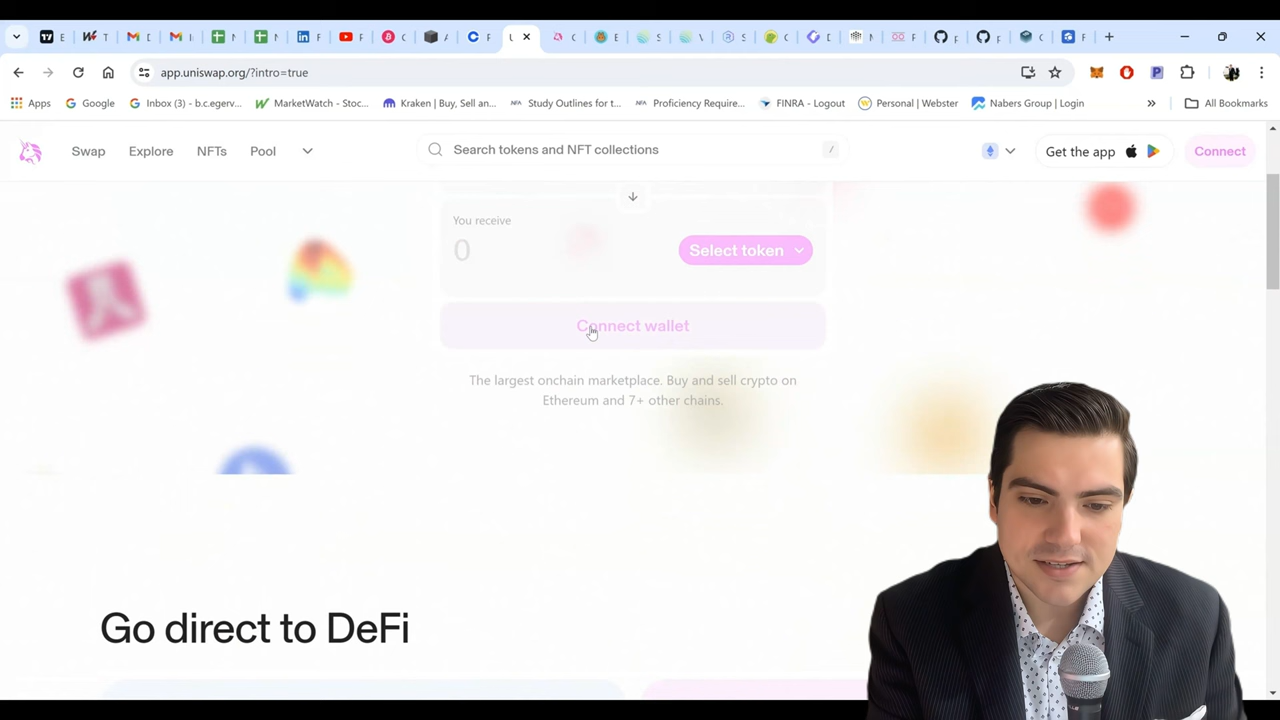 E
T
F
F
C
F
U
C
E
S
V
S
C
D
F
F
C
F
app.uniswap.org/?intro=true
Apps
Google
Inbox (3) - b.c.egerv...
MarketWatch - Stoc...
Kraken | Buy, Sell an...
Study Outlines for t...
Proficiency Require...
FINRA - Logout
Personal | Webster
Nabers Group | Login
»
All Bookmarks
Swap
Explore
NFTs
Pool
Search tokens and NFT collections
/
Get the app
Connect
You receive
0
Select token
Connect wallet
The largest onchain marketplace. Buy and sell crypto on
Ethereum and 7+ other chains.
Go direct to DeFi